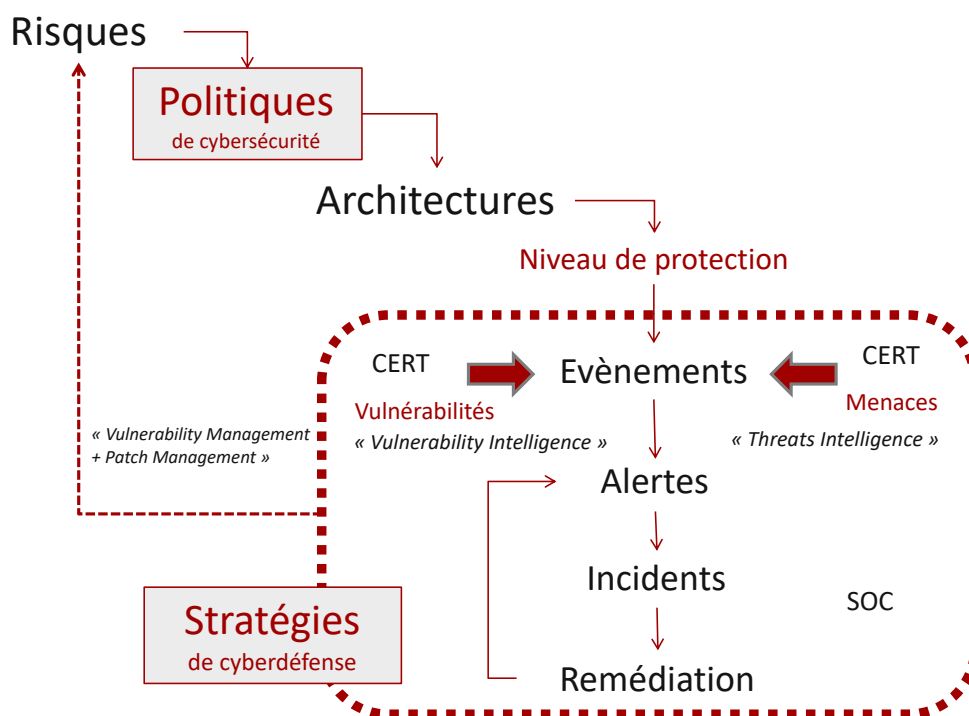 Risques
Politiques
de cybersécurité
Architectures
Niveau de protection
CERT
Evènements
CERT
Vulnérabilités
Menaces
« Vulnerability Management
+ Patch Management »
« Vulnerability Intelligence »
« Threats Intelligence »
Alertes
Incidents
SOC
Stratégies
de cyberdéfense
Remédiation